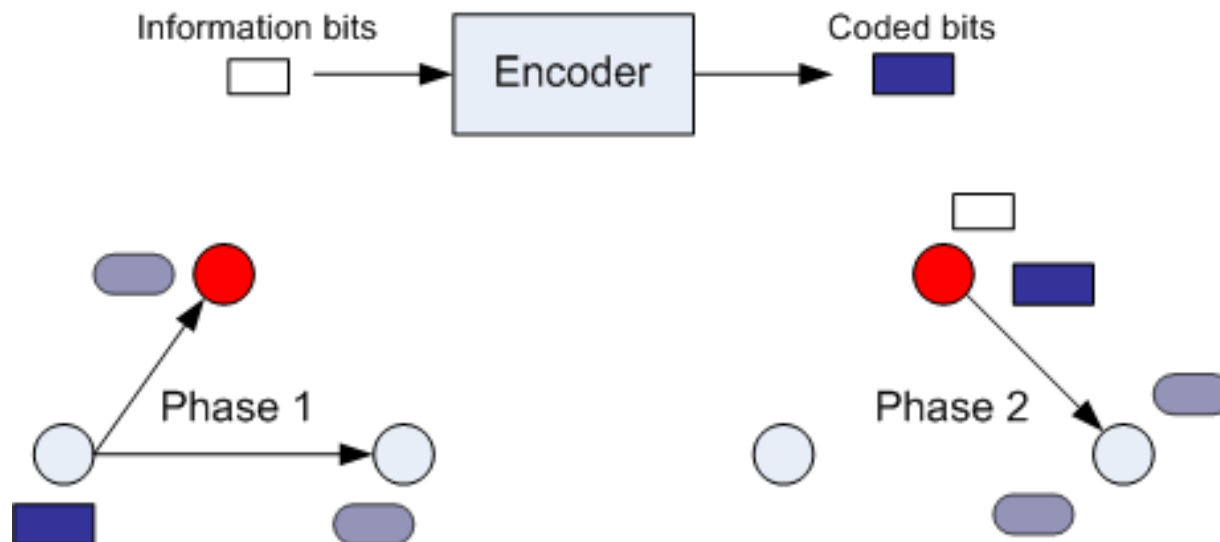 Information bits
Encoder
Coded bits
Phase 1
Phase 2